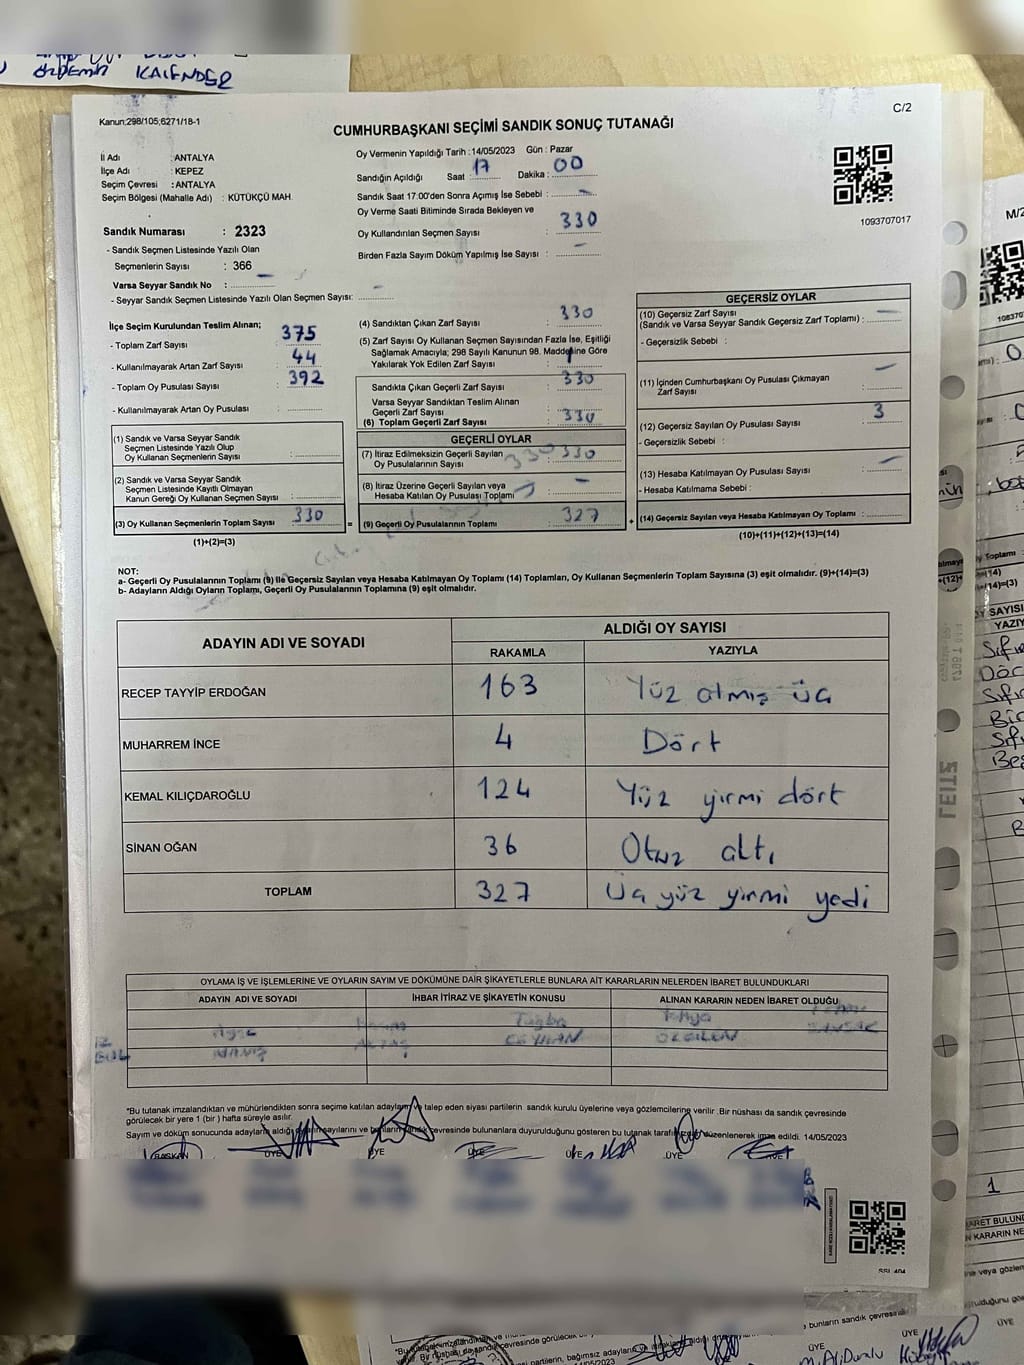 ÖZDEMİR KALENDER
Kanun;298/105;6271/18-1
C/2
CUMHURBAŞKANI SEÇİMİ SANDIK SONUÇ TUTANAĞI
İl Adı : ANTALYA
İlçe Adı : KEPEZ
Seçim Çevresi : ANTALYA
Seçim Bölgesi (Mahalle Adı) : KÜTÜKÇÜ MAH.
Oy Vermenin Yapıldığı Tarih :14/05/2023 Gün : Pazar
Sandığın Açıldığı Saat : 17 Dakika : 00
Sandık Saat 17:00'den Sonra Açımış İse Sebebi : -
Oy Verme Saati Bitiminde Sırada Bekleyen ve
Oy Kullandırılan Seçmen Sayısı : 330
Birden Fazla Sayım Döküm Yapılmış İse Sayısı : -
1093707017
Sandık Numarası : 2323
- Sandık Seçmen Listesinde Yazılı Olan
Seçmenlerin Sayısı : 366
Varsa Seyyar Sandık No : -
- Seyyar Sandık Seçmen Listesinde Yazılı Olan Seçmen Sayısı: -
İlçe Seçim Kurulundan Teslim Alınan;
- Toplam Zarf Sayısı : 375
- Kullanılmayarak Artan Zarf Sayısı : 44
- Toplam Oy Pusulası Sayısı : 392
- Kullanılmayarak Artan Oy Pusulası :
(1) Sandık ve Varsa Seyyar Sandık
Seçmen Listesinde Yazılı Olup
Oy Kullanan Seçmenlerin Sayısı :
(2) Sandık ve Varsa Seyyar Sandık
Seçmen Listesinde Kayıtlı Olmayan
Kanun Gereği Oy Kullanan Seçmen Sayısı :
(3) Oy Kullanan Seçmenlerin Toplam Sayısı : 330 =
(1)+(2)=(3)
(4) Sandıktan Çıkan Zarf Sayısı : 330
(5) Zarf Sayısı Oy Kullanan Seçmen Sayısından Fazla İse, Eşitliği
Sağlamak Amacıyla; 298 Sayılı Kanunun 98. Maddesine Göre
Yakılarak Yok Edilen Zarf Sayısı :
Sandıkta Çıkan Geçerli Zarf Sayısı : 330
Varsa Seyyar Sandıktan Teslim Alınan
Geçerli Zarf Sayısı :
(6) Toplam Geçerli Zarf Sayısı : 330
GEÇERLİ OYLAR
(7) İtiraz Edilmeksizin Geçerli Sayılan
Oy Pusulalarının Sayısı 330 : 330
(8) İtiraz Üzerine Geçerli Sayılan veya
Hesaba Katılan Oy Pusulası Toplamı : -
(9) Geçerli Oy Pusulalarının Toplamı : 327 +
GEÇERSİZ OYLAR
(10) Geçersiz Zarf Sayısı
(Sandık ve Varsa Seyyar Sandık Geçersiz Zarf Toplamı) : -
- Geçersizlik Sebebi :
(11) İçinden Cumhurbaşkanı Oy Pusulası Çıkmayan
Zarf Sayısı : -
(12) Geçersiz Sayılan Oy Pusulası Sayısı : 3
- Geçersizlik Sebebi :
(13) Hesaba Katılmayan Oy Pusulası Sayısı : -
- Hesaba Katılmama Sebebi :
(14) Geçersiz Sayılan veya Hesaba Katılmayan Oy Toplamı :
(10)+(11)+(12)+(13)=(14)
NOT:
a- Geçerli Oy Pusulalarının Toplamı (9) İle Geçersiz Sayılan veya Hesaba Katılmayan Oy Toplamı (14) Toplamları, Oy Kullanan Seçmenlerin Toplam Sayısına (3) eşit olmalıdır. (9)+(14)=(3)
b- Adayların Aldığı Oyların Toplamı, Geçerli Oy Pusulalarının Toplamına (9) eşit olmalıdır.
ADAYIN ADI VE SOYADI
ALDIĞI OY SAYISI
RAKAMLA YAZIYLA
RECEP TAYYİP ERDOĞAN 163 Yüz atmış üç
MUHARREM İNCE 4 Dört
KEMAL KILIÇDAROĞLU 124 Yüz yirmi dört
SİNAN OĞAN 36 Otuz altı
TOPLAM 327 Üç yüz yirmi yedi
OYLAMA İŞ VE İŞLEMLERİNE VE OYLARIN SAYIM VE DÖKÜMÜNE DAİR ŞİKAYETLERLE BUNLARA AİT KARARLARIN NELERDEN İBARET BULUNDUKLARI
ADAYIN ADI VE SOYADI İHBAR İTİRAZ VE ŞİKAYETİN KONUSU ALINAN KARARIN NEDEN İBARET OLDUĞU
Tuğba
CEYLAN
*Bu tutanak imzalandıktan ve mühürlendikten sonra seçime katılan adayların ve talep eden siyasi partilerin sandık kurulu üyelerine veya gözlemcilerine verilir .Bir nüshası da sandık çevresinde
görülecek bir yere 1 (bir ) hafta süreyle asılır.
Sayım ve döküm sonucunda adayların aldığı oyların sayılarını ve bunların sandık çevresinde bulunanlara duyurulduğunu gösteren bu tutanak tarafımızdan düzenlenerek imza edildi. 14/05/2023
BAŞKAN ÜYE ÜYE ÜYE ÜYE ÜYE ÜYE
LEITZ